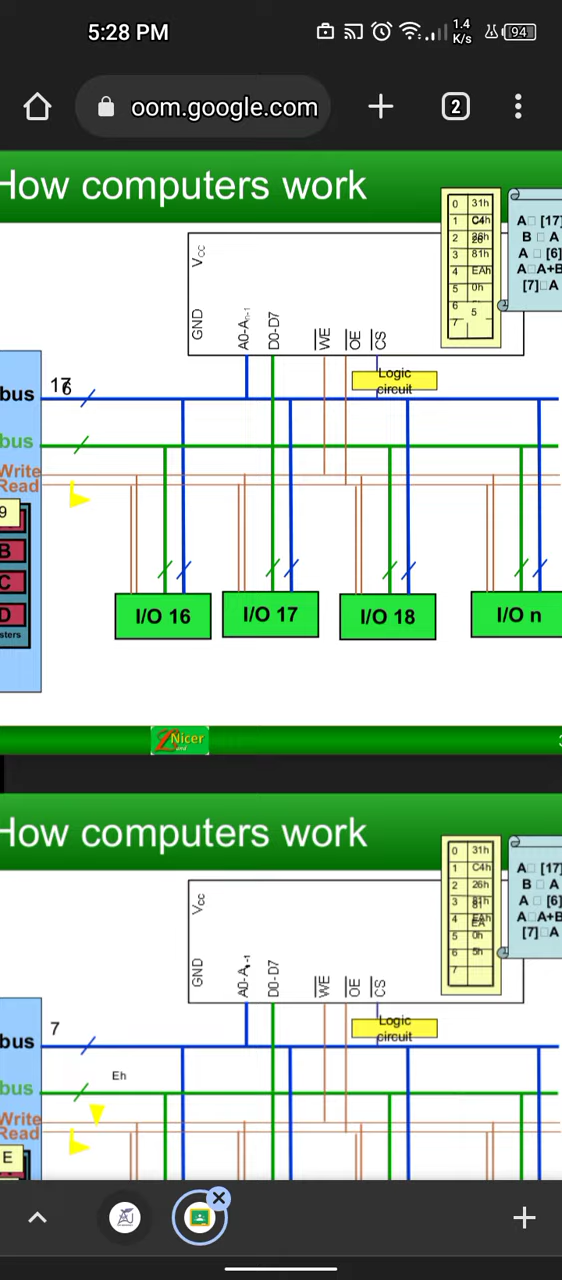 5:28 PM
1.4
K/s
94
oom.google.com
2
How computers work
0 31h
1 C4h
2 26h
3 81h
4 EAh
5 0h
6
5
7
A [17]
B A
A [6]
A A+B
[7] A
Vcc
GND
A0-An-1
D0-D7
WE
OE
CS
Logic
circuit
bus
bus
Write
Read
9
B
C
D
sters
I/O 16
I/O 17
I/O 18
I/O n
Nicer
Land
How computers work
0 31h
1 C4h
2 26h
3 81h
4 EAh
EA
5 0h
6 5h
7
A [17]
B A
A [6]
A A+B
[7] A
Vcc
GND
D0-D7
WE
OE
CS
Logic
circuit
7
bus
Eh
bus
Write
Read
E